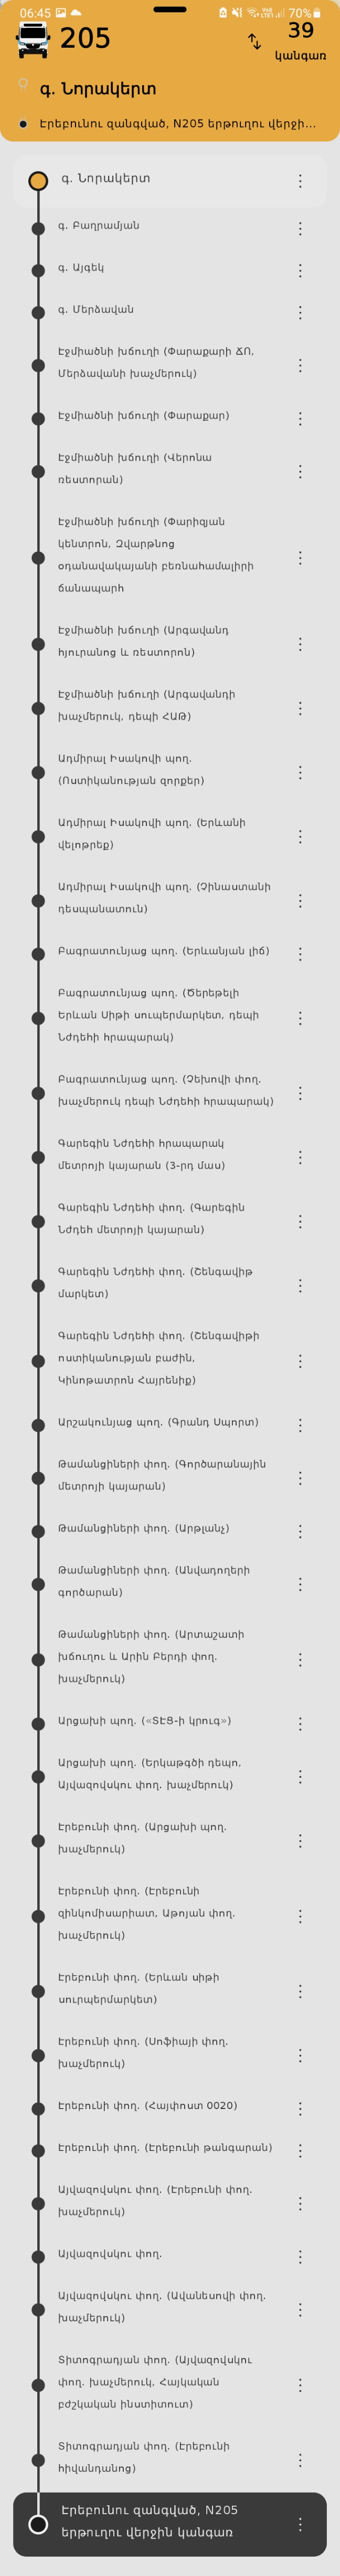 06:45
70%
205
39
կանգառ
գ. Նորակերտ
Էրեբունու զանգված, N205 երթուղու վերջի...
գ. Նորակերտ
գ. Բաղրամյան
գ. Այգեկ
գ. Մերձավան
Էջմիածնի խճուղի (Փարաքարի ՃՈ,
Մերձավանի խաչմերուկ)
Էջմիածնի խճուղի (Փարաքար)
Էջմիածնի խճուղի (Վերոնա
ռեստորան)
Էջմիածնի խճուղի (Փարիզյան
կենտրոն, Զվարթնոց
օդանավակայանի բեռնահամալիրի
ճանապարհ
Էջմիածնի խճուղի (Արգավանդ
հյուրանոց և ռեստորոն)
Էջմիածնի խճուղի (Արգավանդի
խաչմերուկ, դեպի ՀԱԹ)
Ադմիրալ Իսակովի պող.
(Ոստիկանության զորքեր)
Ադմիրալ Իսակովի պող. (Երևանի
վելոթրեք)
Ադմիրալ Իսակովի պող. (Չինաստանի
դեսպանատուն)
Բագրատունյաց պող. (Երևանյան լիճ)
Բագրատունյաց պող. (Ծերեթելի
Երևան Սիթի սուպերմարկետ, դեպի
Նժդեհի հրապարակ)
Բագրատունյաց պող. (Չեխովի փող.
խաչմերուկ դեպի Նժդեհի հրապարակ)
Գարեգին Նժդեհի հրապարակ
մետրոյի կայարան (3-րդ մաս)
Գարեգին Նժդեհի փող. (Գարեգին
Նժդեհ մետրոյի կայարան)
Գարեգին Նժդեհի փող. (Շենգավիթ
մարկետ)
Գարեգին Նժդեհի փող. (Շենգավիթի
ոստիկանության բաժին,
Կինոթատրոն Հայրենիք)
Արշակունյաց պող. (Գրանդ Սպորտ)
Թամանցիների փող. (Գործարանային
մետրոյի կայարան)
Թամանցիների փող. (Արթլանչ)
Թամանցիների փող. (Անվադողերի
գործարան)
Թամանցիների փող. (Արտաշատի
խճուղու և Արին Բերդի փող.
խաչմերուկ)
Արցախի պող. («ՏԷՑ-ի կրուգ»)
Արցախի պող. (Երկաթգծի դեպո,
Այվազովսկու փող. խաչմերուկ)
Էրեբունի փող. (Արցախի պող.
խաչմերուկ)
Էրեբունի փող. (Էրեբունի
զինկոմիսարիատ, Աթոյան փող.
խաչմերուկ)
Էրեբունի փող. (Երևան սիթի
սուրպերմարկետ)
Էրեբունի փող. (Սոֆիայի փող.
խաչմերուկ)
Էրեբունի փող. (Հայփոստ 0020)
Էրեբունի փող. (Էրեբունի թանգարան)
Այվազովսկու փող. (Էրեբունի փող.
խաչմերուկ)
Այվազովսկու փող.
Այվազովսկու փող. (Ավանեսովի փող.
խաչմերուկ)
Տիտոգրադյան փող. (Այվազովսկու
փող. խաչմերուկ, Հայկական
բժշկական ինստիտուտ)
Տիտոգրադյան փող. (Էրեբունի
հիվանդանոց)
Էրեբունու զանգված, N205
երթուղու վերջին կանգառ